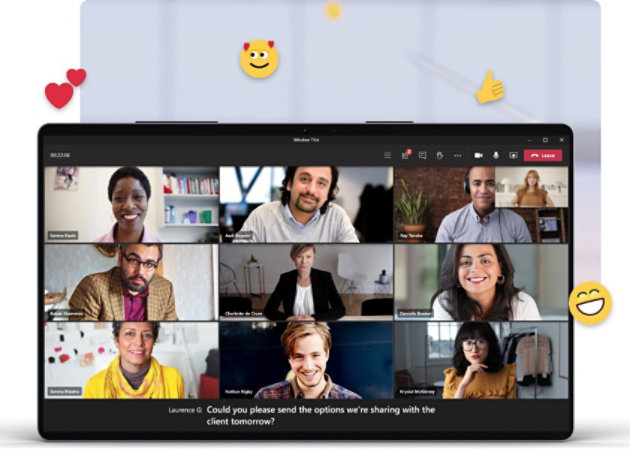 Window Title
00:22:06
3
Leave
Serena Davis
Aadi Kapoor
Ray Tanaka
Babak Shammas
Charlotte de Crum
Danielle Booker
Serena Ribeiro
Nathan Rigby
Krystal McKinney
Laurence G: Could you please send the options we're sharing with the
client tomorrow?